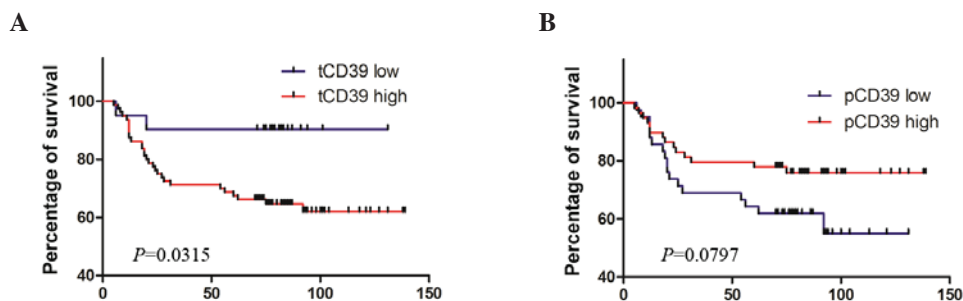 A
Percentage of survival
100
80
60
40
0
50
100
150
tCD39 low
tCD39 high
P=0.0315
B
Percentage of survival
100
80
60
40
0
50
100
150
pCD39 low
pCD39 high
P=0.0797